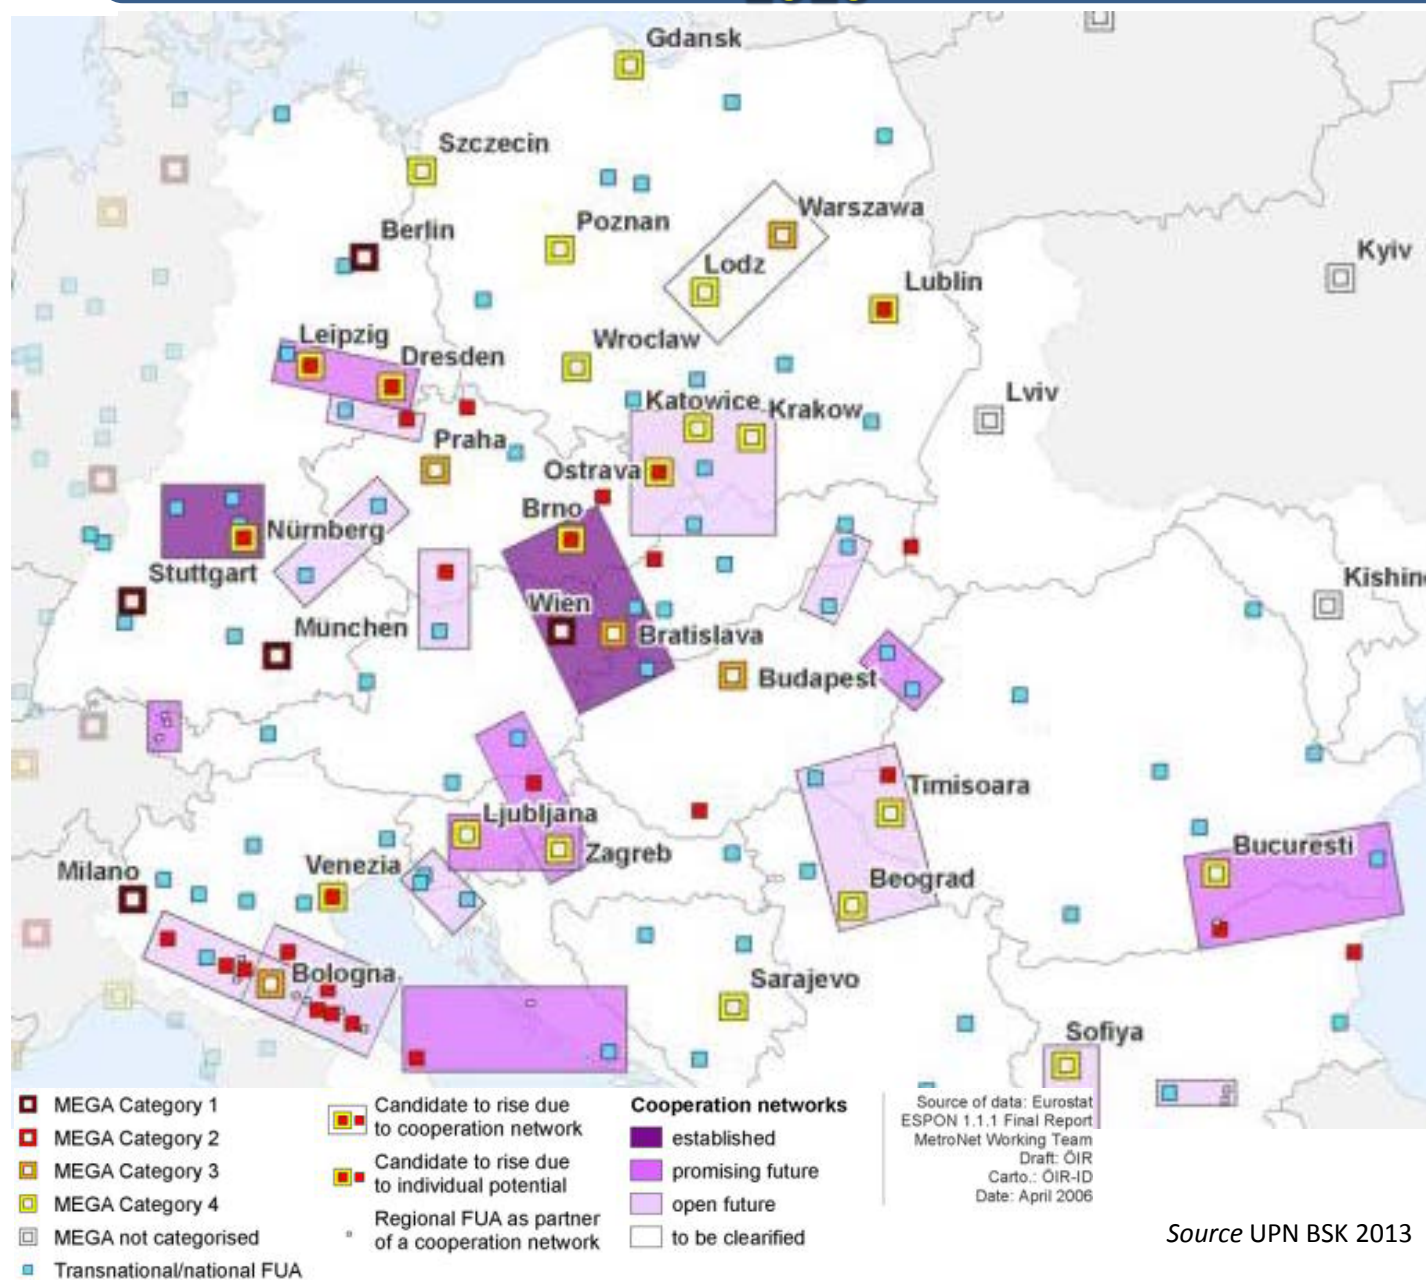 Gdansk
Szczecin
Warszawa
Poznan
Berlin
Kyiv
Lodz
Lublin
Leipzig
Wroclaw
Dresden
Lviv
Katowice
Krakow
Praha
Ostrava
Brno
Nürnberg
Stuttgart
Kishin
Wien
München
Bratislava
Budapest
Timisoara
Ljubljana
Bucuresti
Zagreb
Venezia
Milano
Beograd
Bologna
Sarajevo
Sofiya
MEGA Category 1
MEGA Category 2
MEGA Category 3
MEGA Category 4
MEGA not categorised
Transnational/national FUA
Candidate to rise due
to cooperation network
Candidate to rise due
to individual potential
Regional FUA as partner
of a cooperation network
Cooperation networks
established
promising future
open future
to be clearified
Source of data: Eurostat
ESPON 1.1.1 Final Report
MetroNet Working Team
Draft: ÖIR
Carto.: ÖIR-ID
Date: April 2006
Source UPN BSK 2013